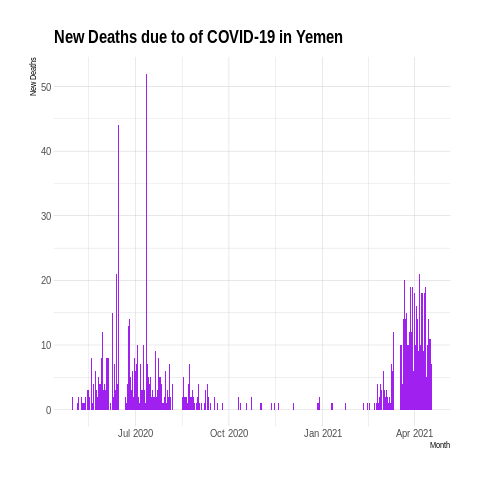 New Deaths due to of COVID-19 in Yemen
New Deaths
50
40
30
20
10
0
Jul 2020
Oct 2020
Jan 2021
Apr 2021
Month